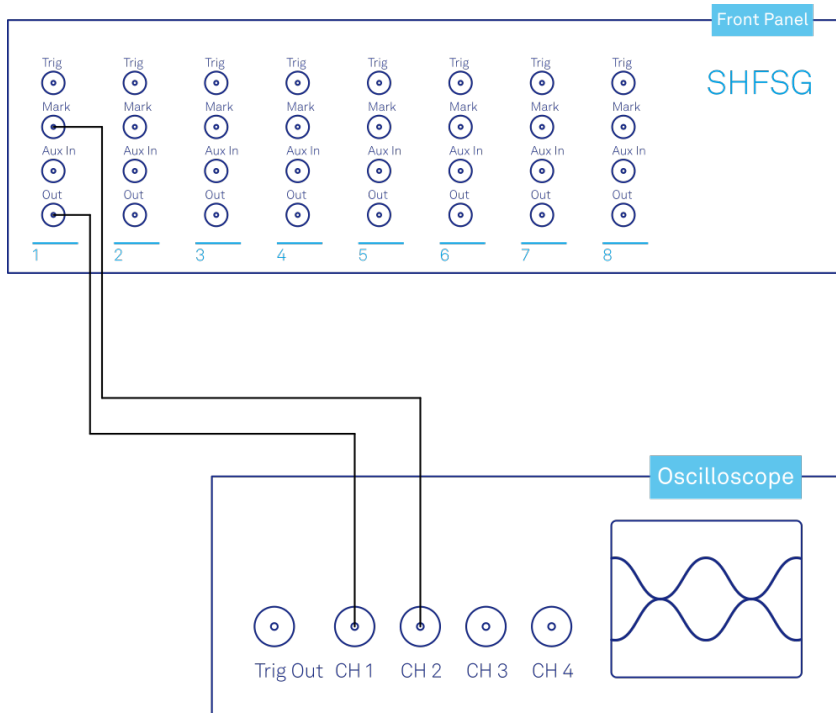 Front Panel
SHFSG
Trig Trig Trig Trig Trig Trig Trig Trig
Mark Mark Mark Mark Mark Mark Mark Mark
Aux In Aux In Aux In Aux In Aux In Aux In Aux In Aux In
Out Out Out Out Out Out Out Out
1 2 3 4 5 6 7 8
Oscilloscope
Trig Out CH 1 CH 2 CH 3 CH 4